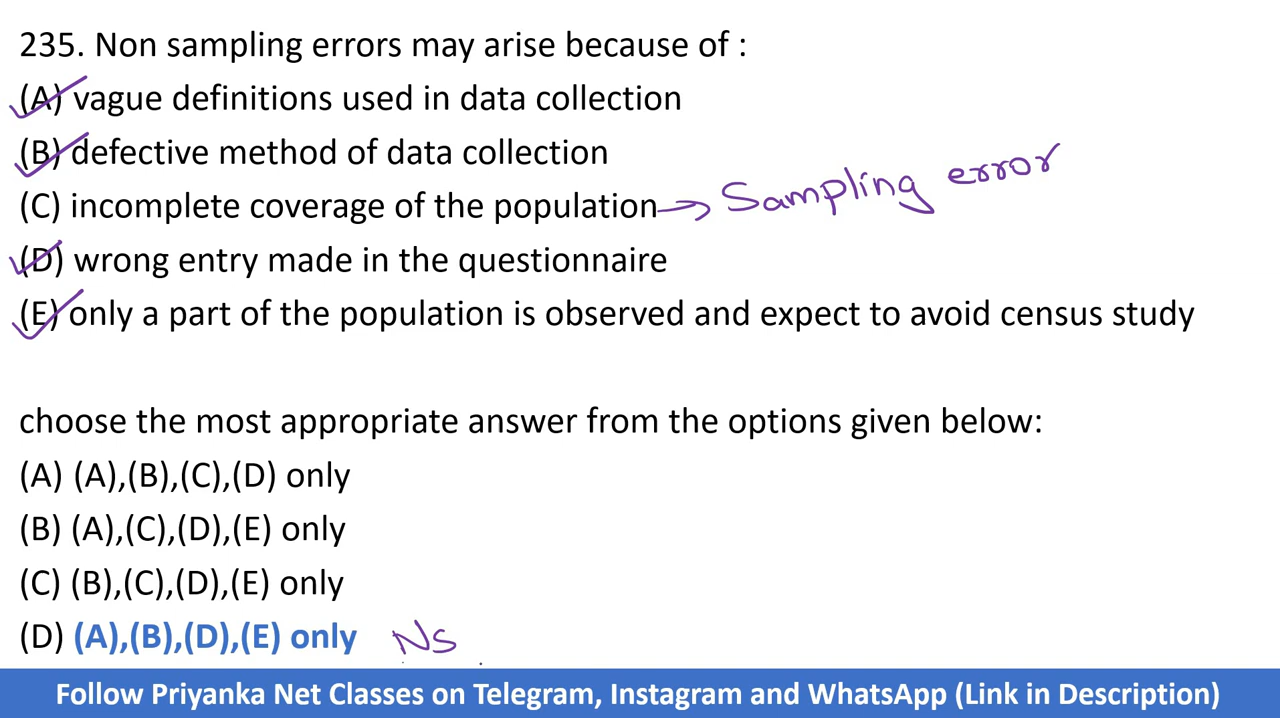 235. Non sampling errors may arise because of :
(A) vague definitions used in data collection
(B) defective method of data collection
(C) incomplete coverage of the population → Sampling error
(D) wrong entry made in the questionnaire
(E) only a part of the population is observed and expect to avoid census study
choose the most appropriate answer from the options given below:
(A) (A),(B),(C),(D) only
(B) (A),(C),(D),(E) only
(C) (B),(C),(D),(E) only
(D) (A),(B),(D),(E) only NS
Follow Priyanka Net Classes on Telegram, Instagram and WhatsApp (Link in Description)